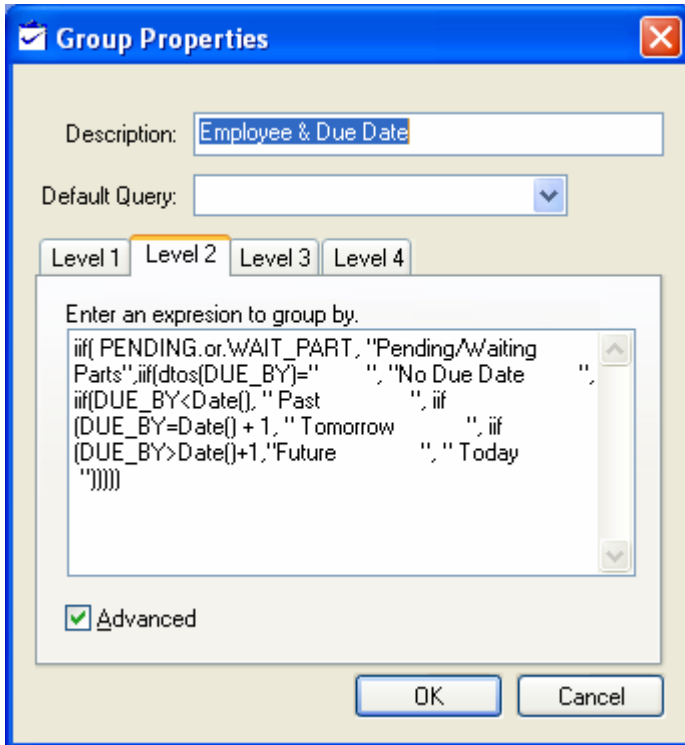 Group Properties
Description: Employee & Due Date
Default Query:
Level 1 Level 2 Level 3 Level 4
Enter an expresion to group by.
iif( PENDING.or.WAIT_PART, "Pending/Waiting
Parts",iif(dtos(DUE_BY)="        ", "No Due Date        ",
iif(DUE_BY<Date(), " Past              ", iif
(DUE_BY=Date() + 1, " Tomorrow           ", iif
(DUE_BY>Date()+1,"Future             ", " Today
 ")))))
Advanced
OK Cancel